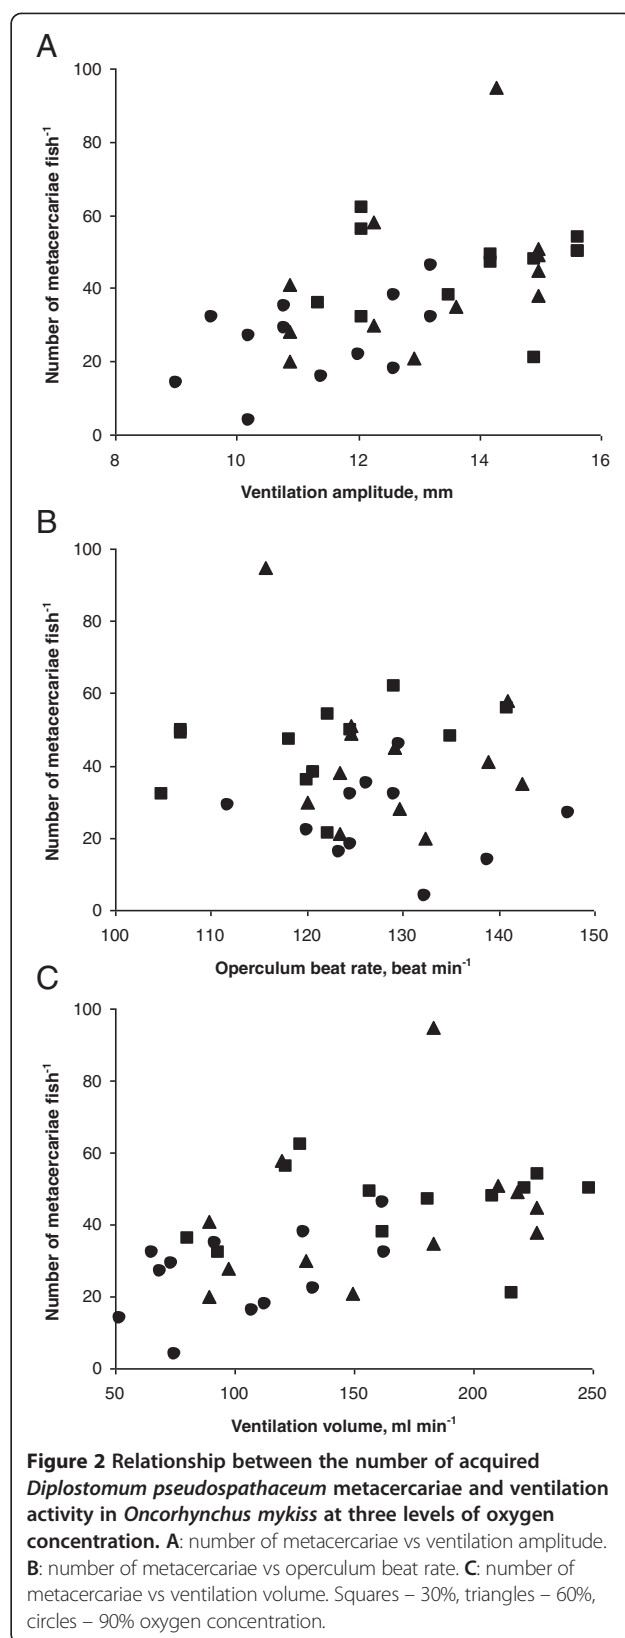 A
100
80
60
40
20
0
Number of metacercariae fish-1
8 10 12 14 16
Ventilation amplitude, mm
B
100
80
60
40
20
0
Number of metacercariae fish-1
100 110 120 130 140 150
Operculum beat rate, beat min-1
C
100
80
60
40
20
0
Number of metacercariae fish-1
50 100 150 200 250
Ventilation volume, ml min-1
Figure 2 Relationship between the number of acquired
Diplostomum pseudospathaceum metacercariae and ventilation
activity in Oncorhynchus mykiss at three levels of oxygen
concentration. A: number of metacercariae vs ventilation amplitude.
B: number of metacercariae vs operculum beat rate. C: number of
metacercariae vs ventilation volume. Squares – 30%, triangles – 60%,
circles – 90% oxygen concentration.